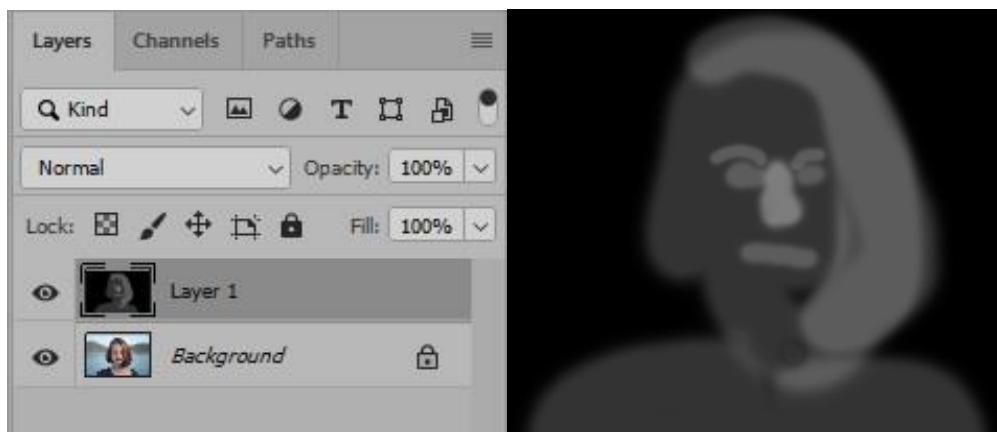 Layers Channels Paths
Kind T
Normal Opacity: 100%
Lock: Fill: 100%
Layer 1
Background